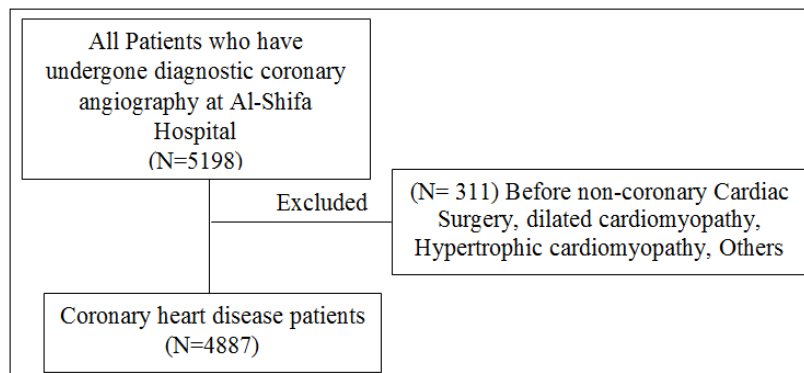 All Patients who have
undergone diagnostic coronary
angiography at Al-Shifa
Hospital
(N=5198)
Excluded
(N= 311) Before non-coronary Cardiac
Surgery, dilated cardiomyopathy,
Hypertrophic cardiomyopathy, Others
Coronary heart disease patients
(N=4887)